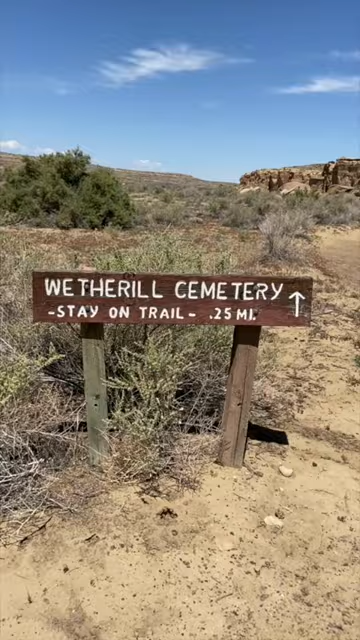 WETHERILL CEMETERY ↑
-STAY ON TRAIL- .25 MI.